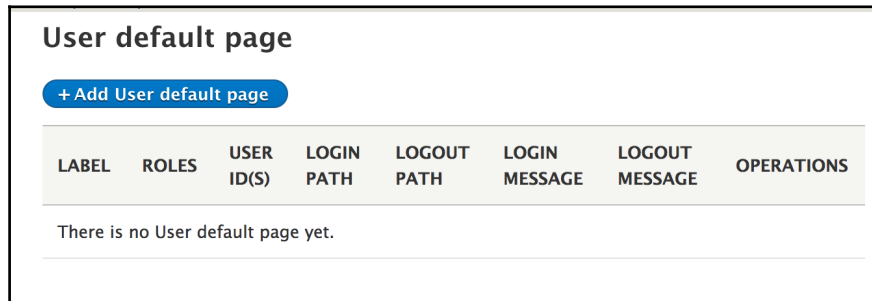 User default page
+ Add User default page
LABEL ROLES USER ID(S) LOGIN PATH LOGOUT PATH LOGIN MESSAGE LOGOUT MESSAGE OPERATIONS
There is no User default page yet.